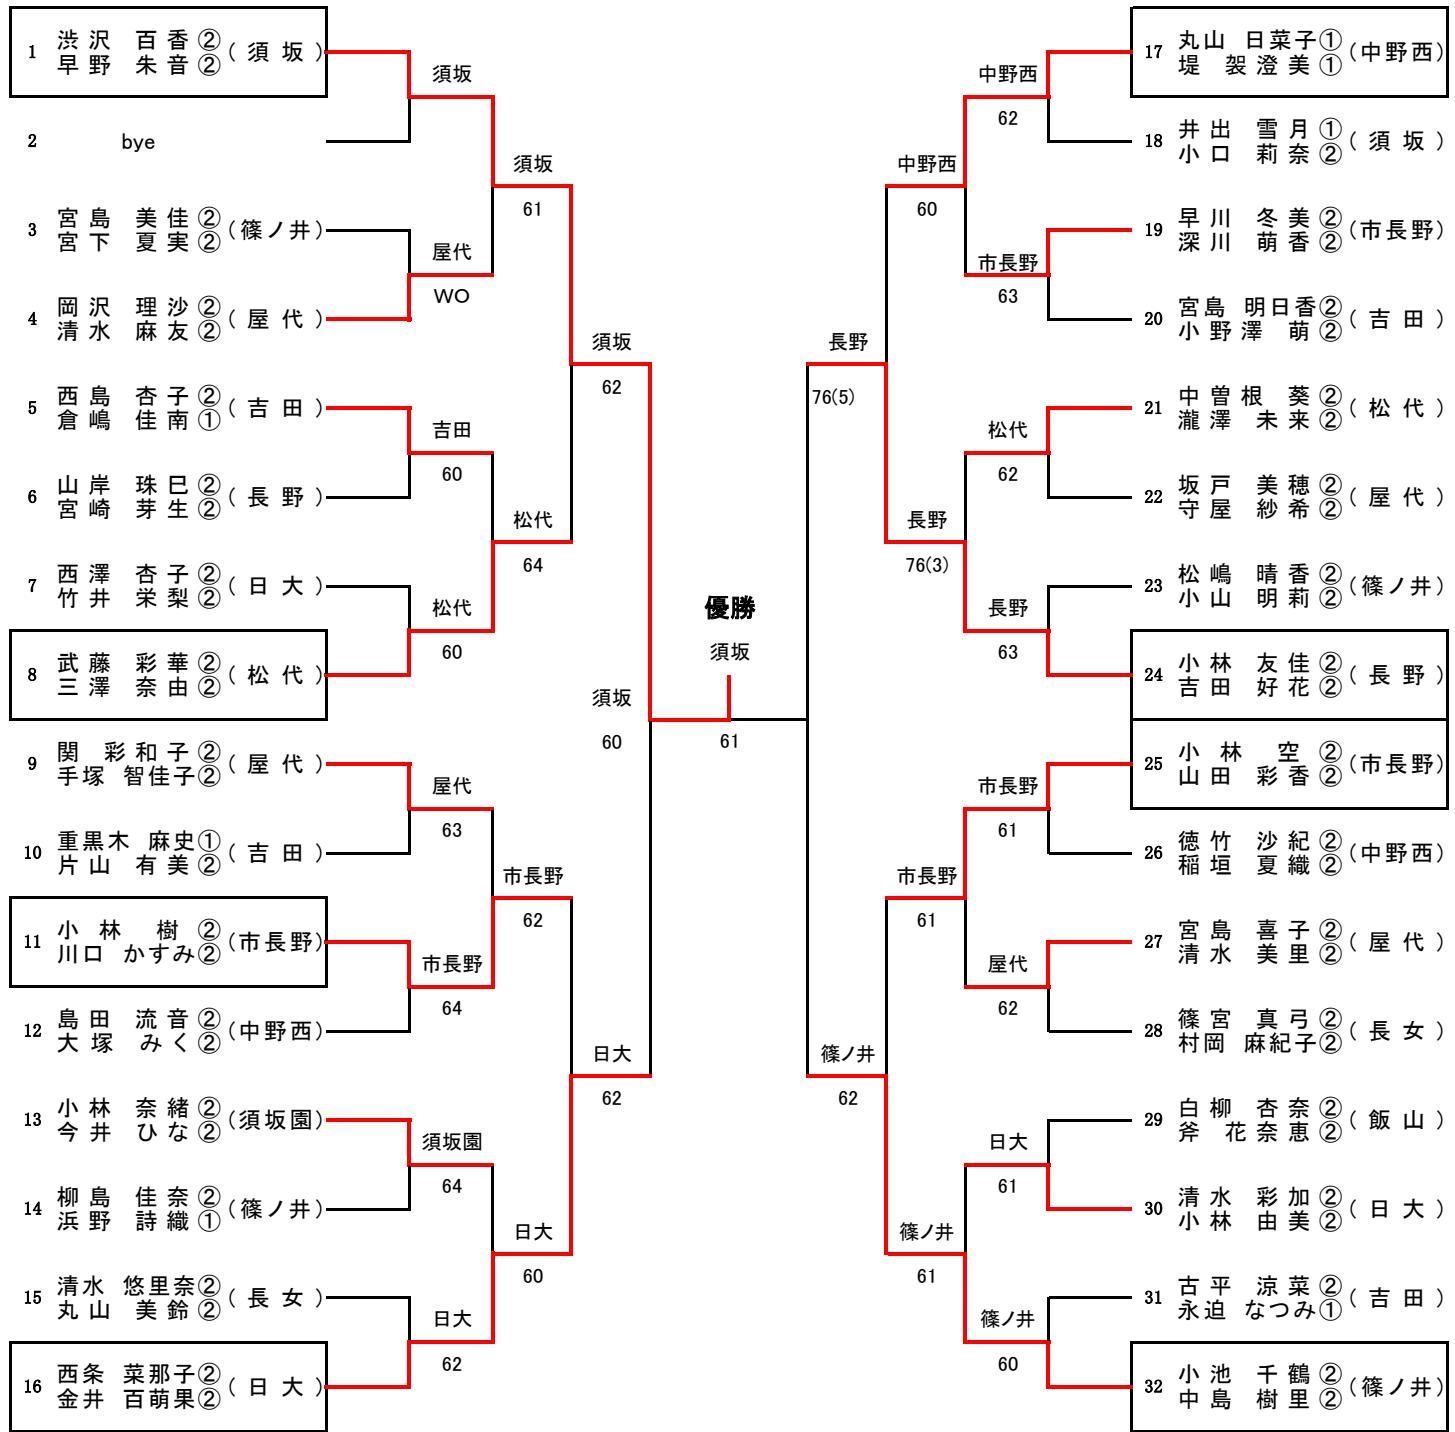 1 渋沢 百香② 早野 朱音② (須坂)
2 bye
3 宮島 美佳② 宮下 夏実② (篠ノ井)
4 岡沢 理沙② 清水 麻友② (屋代)
5 西島 杏子② 倉嶋 佳南① (吉田)
6 山岸 珠巳② 宮崎 芽生② (長野)
7 西澤 杏子② 竹井 栄梨② (日大)
8 武藤 彩華② 三澤 奈由② (松代)
9 関 彩和子② 手塚 智佳子② (屋代)
10 重黒木 麻史① 片山 有美② (吉田)
11 小林 樹② 川口 かすみ② (市長野)
12 島田 流音② 大塚 みく② (中野西)
13 小林 奈緒② 今井 ひな② (須坂園)
14 柳島 佳奈② 浜野 詩織① (篠ノ井)
15 清水 悠里奈② 丸山 美鈴② (長女)
16 西条 菜那子② 金井 百萌果② (日大)
須坂
屋代
WO
吉田
60
松代
60
屋代
63
市長野
64
須坂園
64
日大
62
須坂
61
松代
64
市長野
62
日大
60
須坂
62
日大
62
須坂
60
優勝
須坂
61
長野
76(5)
篠ノ井
62
中野西
60
長野
76(3)
市長野
61
篠ノ井
61
中野西
62
市長野
63
松代
62
長野
63
市長野
61
屋代
62
日大
61
篠ノ井
60
17 丸山 日菜子① 堤 袈澄美① (中野西)
18 井出 雪月① 小口 莉奈② (須坂)
19 早川 冬美② 深川 萌香② (市長野)
20 宮島 明日香② 小野澤 萌② (吉田)
21 中曽根 葵② 瀧澤 未来② (松代)
22 坂戸 美穂② 守屋 紗希② (屋代)
23 松嶋 晴香② 小山 明莉② (篠ノ井)
24 小林 友佳② 吉田 好花② (長野)
25 小林 空② 山田 彩香② (市長野)
26 徳竹 沙紀② 稲垣 夏織② (中野西)
27 宮島 喜子② 清水 美里② (屋代)
28 篠宮 真弓② 村岡 麻紀子② (長女)
29 白柳 杏奈② 斧 花奈恵② (飯山)
30 清水 彩加② 小林 由美② (日大)
31 古平 涼菜② 永迫 なつみ① (吉田)
32 小池 千鶴② 中島 樹里② (篠ノ井)